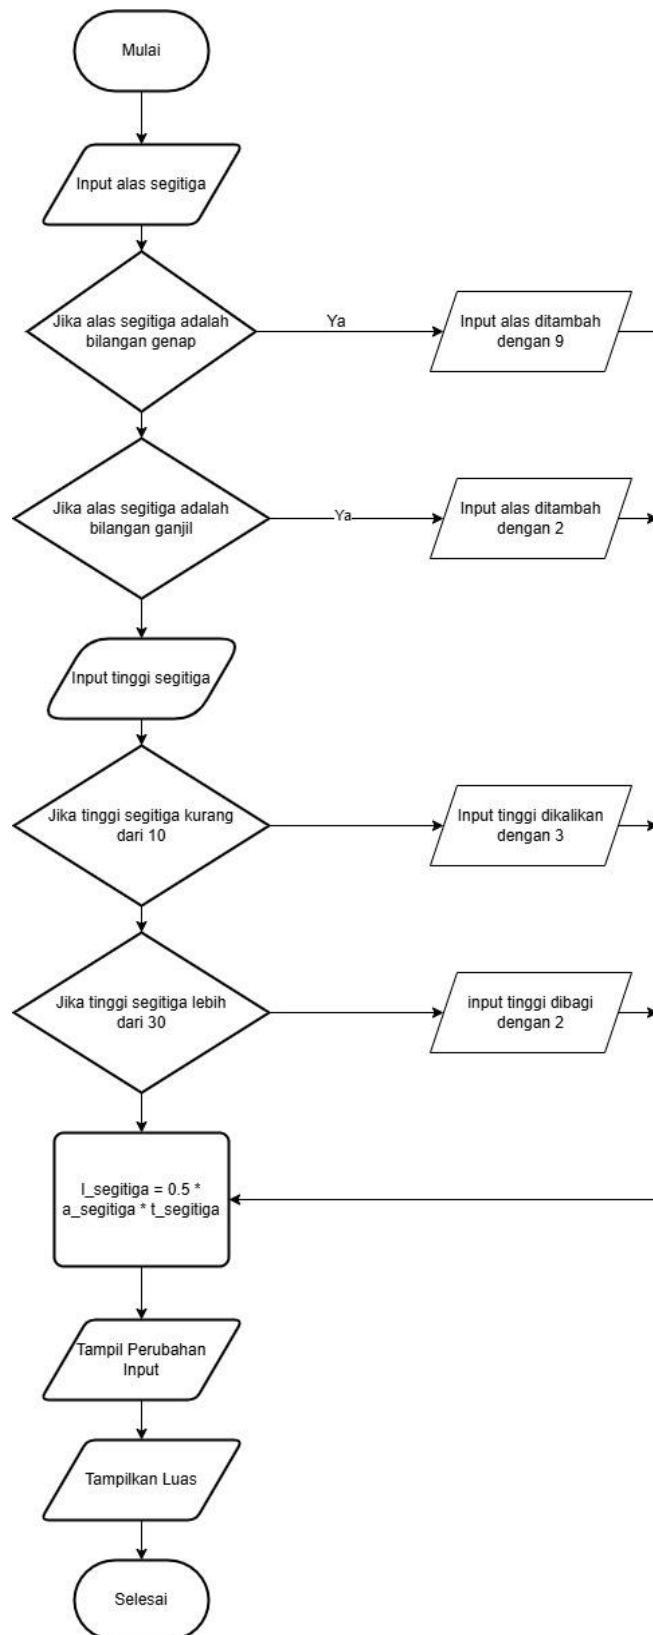 Mulai
Input alas segitiga
Jika alas segitiga adalah
bilangan genap
Ya
Input alas ditambah
dengan 9
Jika alas segitiga adalah
bilangan ganjil
Ya
Input alas ditambah
dengan 2
Input tinggi segitiga
Jika tinggi segitiga kurang
dari 10
Input tinggi dikalikan
dengan 3
Jika tinggi segitiga lebih
dari 30
input tinggi dibagi
dengan 2
l_segitiga = 0.5 *
a_segitiga * t_segitiga
Tampil Perubahan
Input
Tampilkan Luas
Selesai